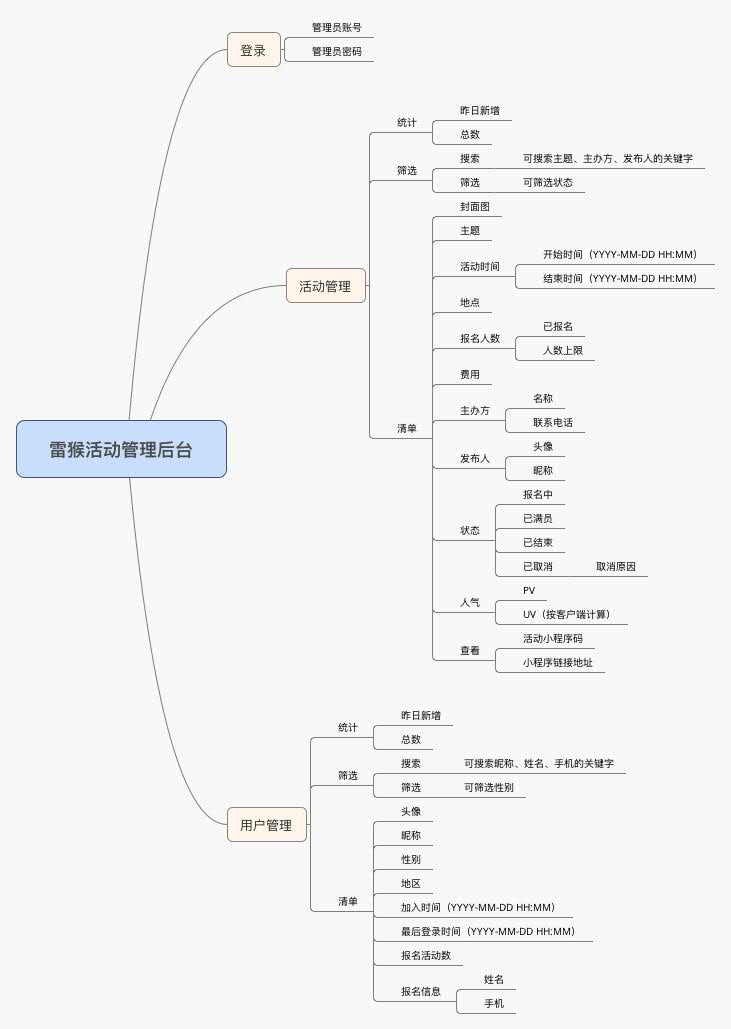 雷猴活动管理后台
登录
管理员账号
管理员密码
活动管理
统计
昨日新增
总数
筛选
搜索
可搜索主题、主办方、发布人的关键字
筛选
可筛选状态
清单
封面图
主题
活动时间
开始时间（YYYY-MM-DD HH:MM）
结束时间（YYYY-MM-DD HH:MM）
地点
报名人数
已报名
人数上限
费用
主办方
名称
联系电话
发布人
头像
昵称
状态
报名中
已满员
已结束
已取消
取消原因
人气
PV
UV（按客户端计算）
查看
活动小程序码
小程序链接地址
用户管理
统计
昨日新增
总数
筛选
搜索
可搜索昵称、姓名、手机的关键字
筛选
可筛选性别
清单
头像
昵称
性别
地区
加入时间（YYYY-MM-DD HH:MM）
最后登录时间（YYYY-MM-DD HH:MM）
报名活动数
报名信息
姓名
手机